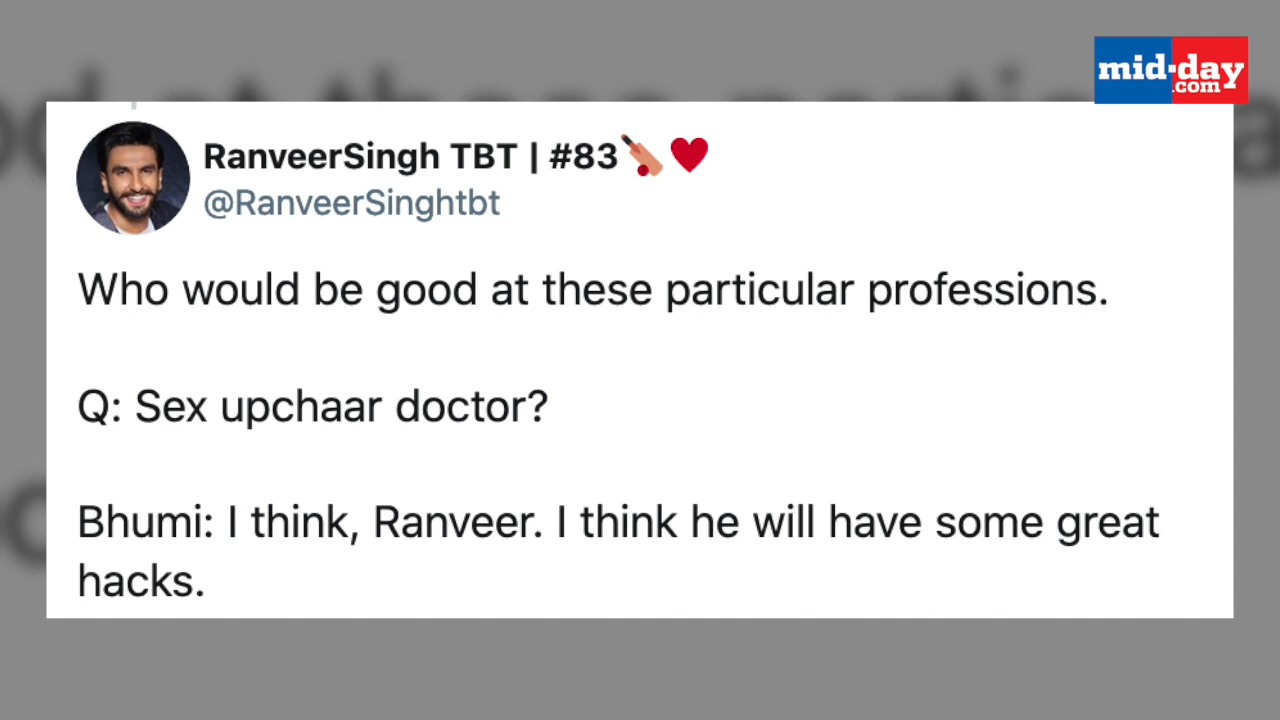 mid-day
.com
RanveerSingh TBT | #83🏏❤️
@RanveerSinghtbt
Who would be good at these particular professions.
Q: Sex upchaar doctor?
Bhumi: I think, Ranveer. I think he will have some great
hacks.